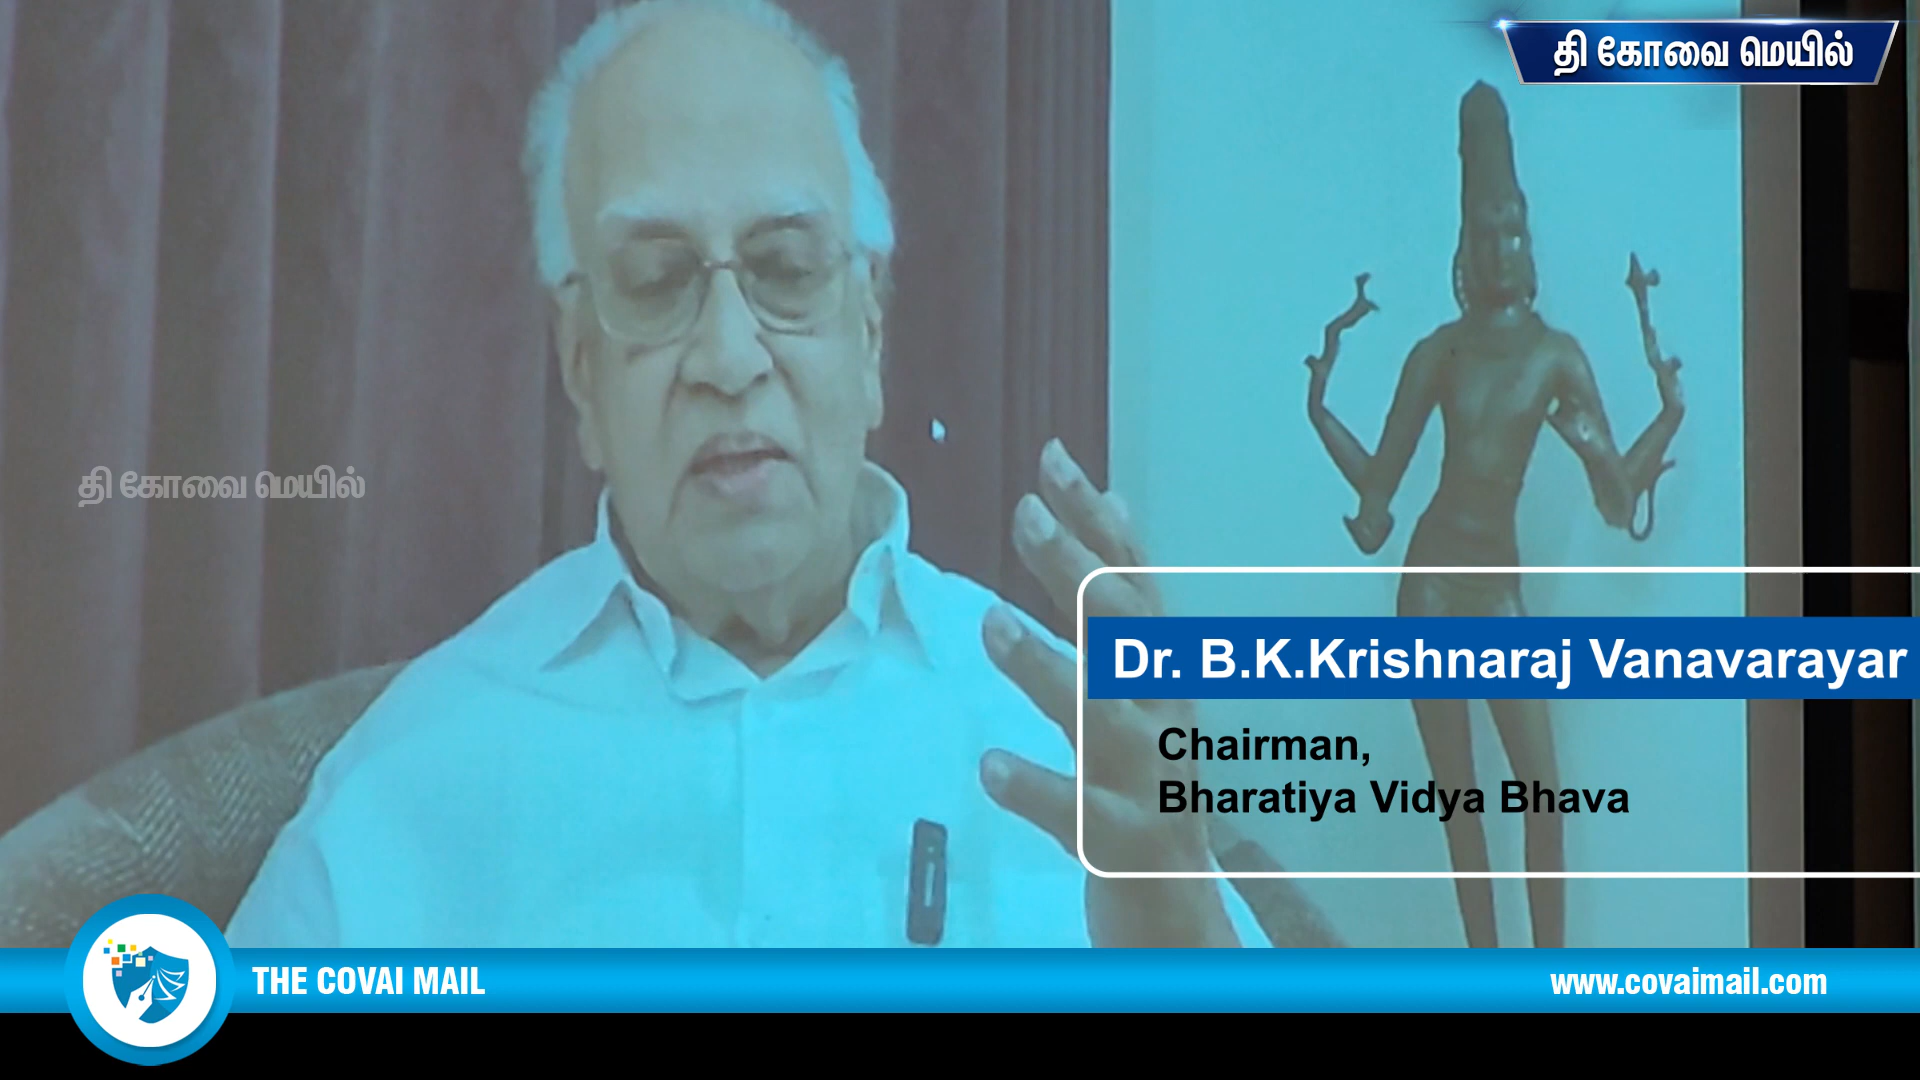 தி கோவை மெயில்
தி கோவை மெயில்
Dr. B.K.Krishnaraj Vanavarayar
Chairman,
Bharatiya Vidya Bhava
THE COVAI MAIL
www.covaimail.com